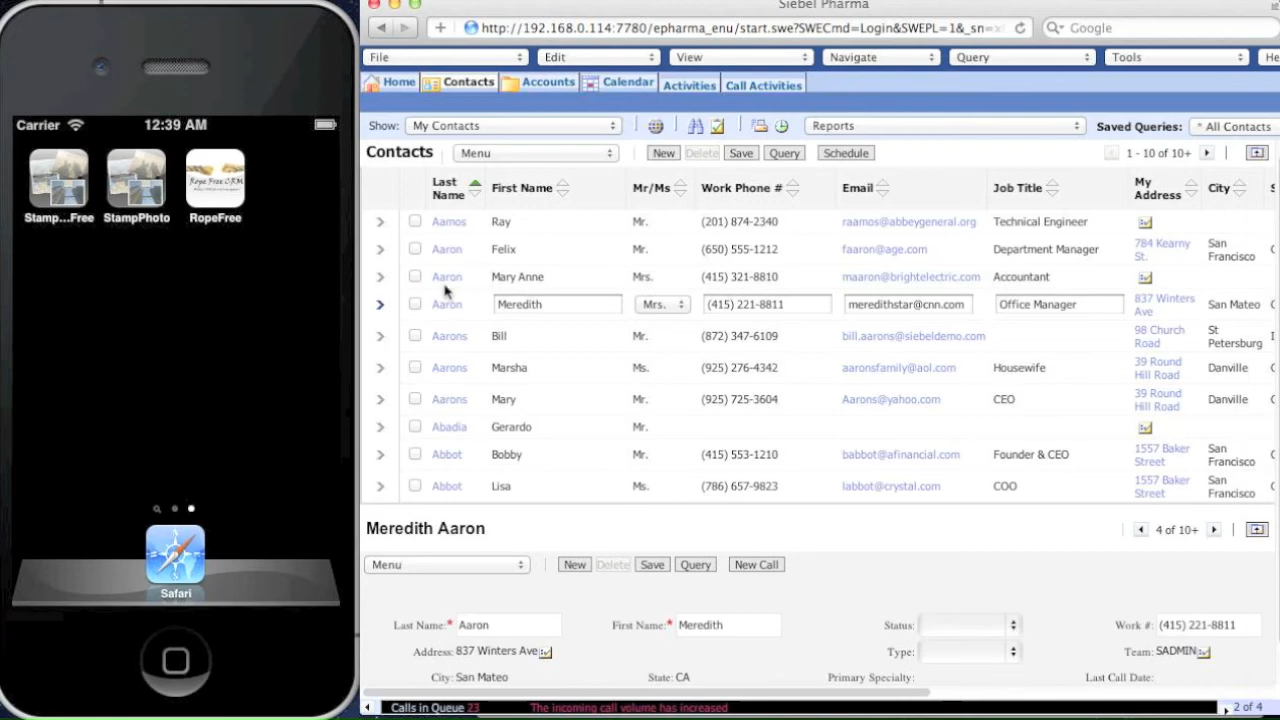 Carrier
12:39 AM
Stamp...Free
StampPhoto
Rope Free CRM
RopeFree
Safari
Siebel Pharma
http://192.168.0.114:7780/epharma_enu/start.swe?SWECmd=Login&SWEPL=1&_sn=
Google
File
Edit
View
Navigate
Query
Tools
He
Home
Contacts
Accounts
Calendar
Activities
Call Activities
Show:
My Contacts
Reports
Saved Queries:
* All Contacts
Contacts
Menu
New
Delete
Save
Query
Schedule
1 - 10 of 10+
Last Name
First Name
Mr/Ms
Work Phone #
Email
Job Title
My Address
City
S
Aamos Ray Mr. (201) 874-2340 raamos@abbeygeneral.org Technical Engineer
Aaron Felix Mr. (650) 555-1212 faaron@age.com Department Manager 784 Kearny St. San Francisco
Aaron Mary Anne Mrs. (415) 321-8810 maaron@brightelectric.com Accountant
Aaron Meredith Mrs. (415) 221-8811 meredithstar@cnn.com Office Manager 837 Winters Ave San Mateo
Aarons Bill Mr. (872) 347-6109 bill.aarons@siebeldemo.com 98 Church Road St Petersburg
Aarons Marsha Ms. (925) 276-4342 aaronsfamily@aol.com Housewife 39 Round Hill Road Danville
Aarons Mary Mr. (925) 725-3604 Aarons@yahoo.com CEO 39 Round Hill Road Danville
Abadia Gerardo Mr.
Abbot Bobby Mr. (415) 553-1210 babbot@afinancial.com Founder & CEO 1557 Baker Street San Francisco
Abbot Lisa Ms. (786) 657-9823 labbot@crystal.com COO 1557 Baker Street San Francisco
Meredith Aaron
4 of 10+
Menu
New
Delete
Save
Query
New Call
Last Name:* Aaron
First Name:* Meredith
Status:
Work #: (415) 221-8811
Address: 837 Winters Ave
Type:
Team: SADMIN
City: San Mateo
State: CA
Primary Specialty:
Last Call Date:
Calls in Queue 23
The incoming call volume has increased
2 of 4